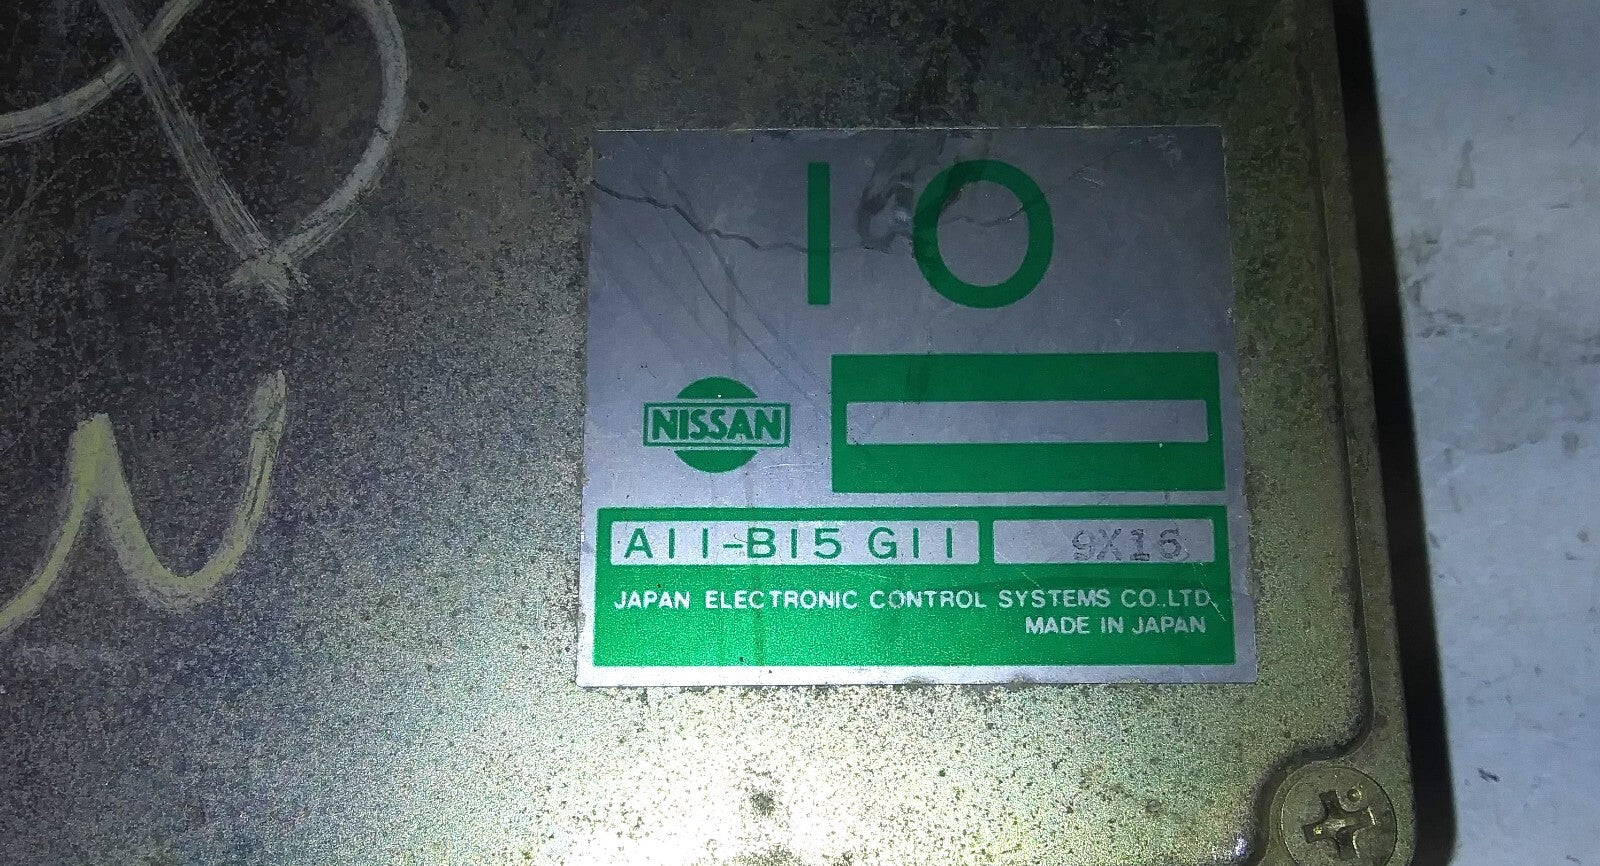 10
NISSAN
A11-B15 G11 9X16
JAPAN ELECTRONIC CONTROL SYSTEMS CO.,LTD
MADE IN JAPAN